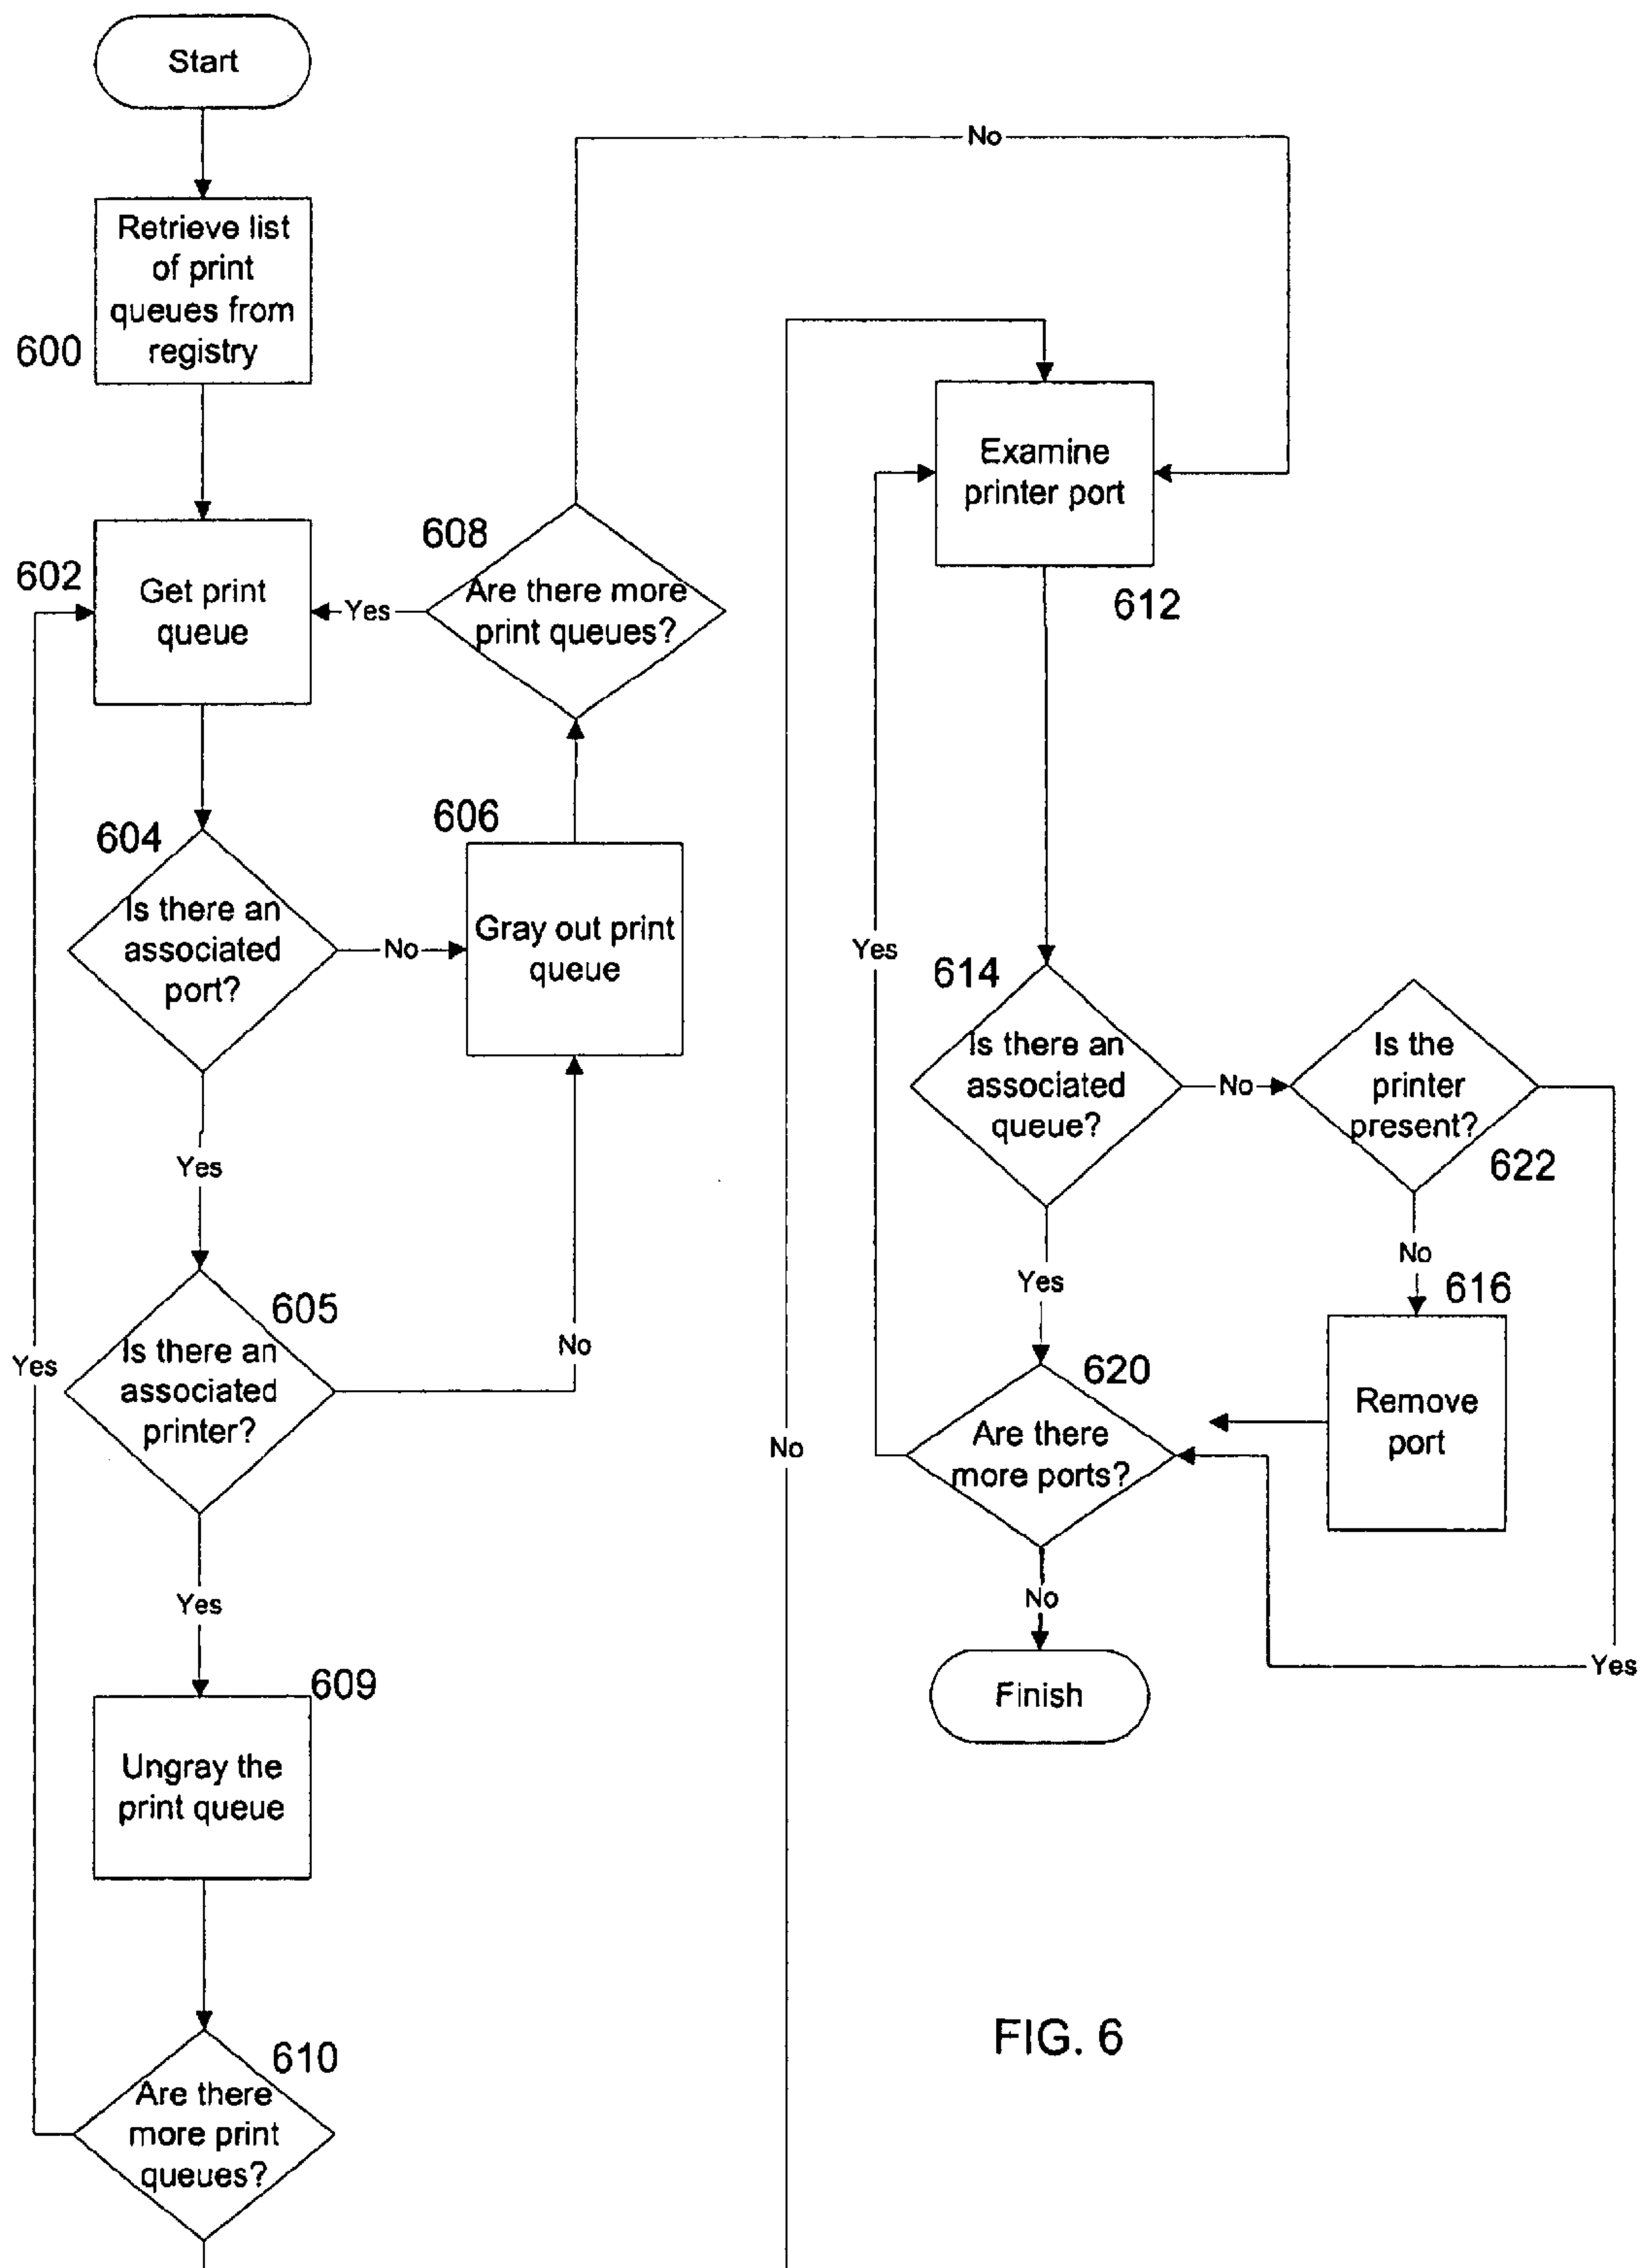 Start
Retrieve list
of print
queues from
registry
600
Get print
queue
602
Are there more
print queues?
608
Yes
No
Is there an
associated
port?
604
No
Gray out print
queue
606
Yes
Is there an
associated
printer?
605
No
Yes
Ungray the
print queue
609
Are there
more print
queues?
610
Yes
No
Examine
printer port
612
Is there an
associated
queue?
614
No
Is the
printer
present?
622
No
Remove
port
616
Yes
Yes
Are there
more ports?
620
Yes
No
Finish
FIG. 6